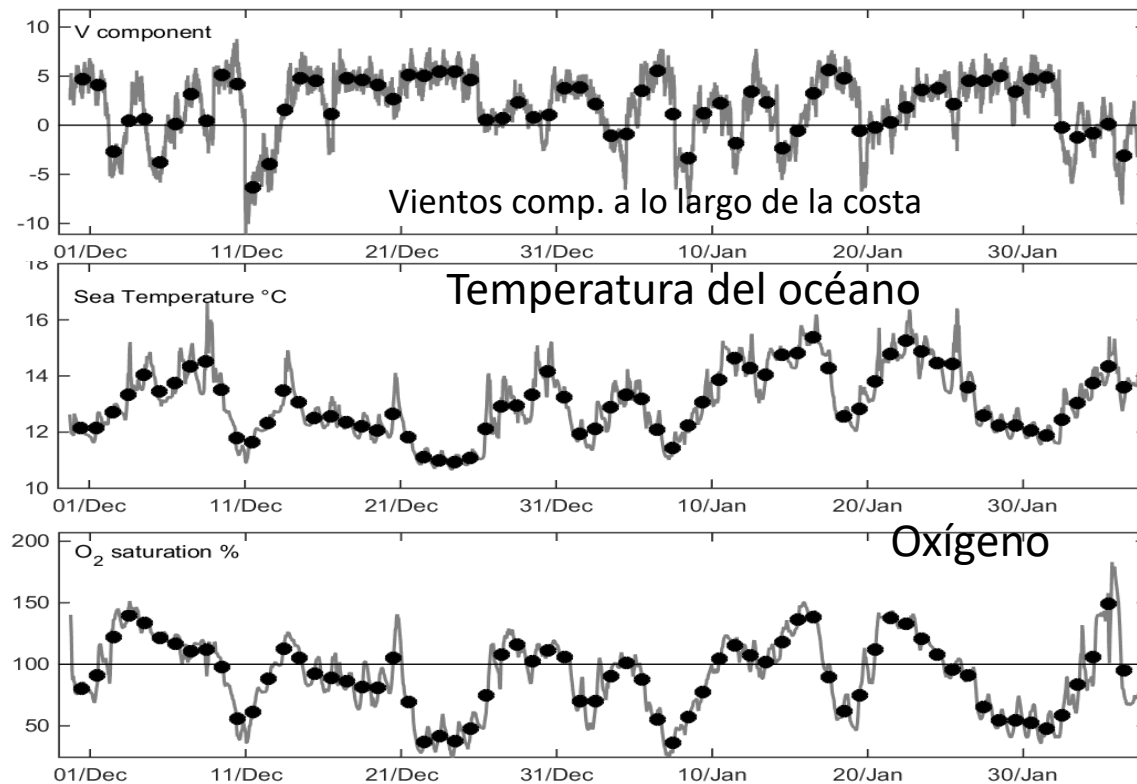 V component
10
5
0
-5
-10
Vientos comp. a lo largo de la costa
01/Dec 11/Dec 21/Dec 31/Dec 10/Jan 20/Jan 30/Jan
18
Sea Temperature °C
Temperatura del océano
16
14
12
10
01/Dec 11/Dec 21/Dec 31/Dec 10/Jan 20/Jan 30/Jan
Oxígeno
200
O₂ saturation %
150
100
50
01/Dec 11/Dec 21/Dec 31/Dec 10/Jan 20/Jan 30/Jan